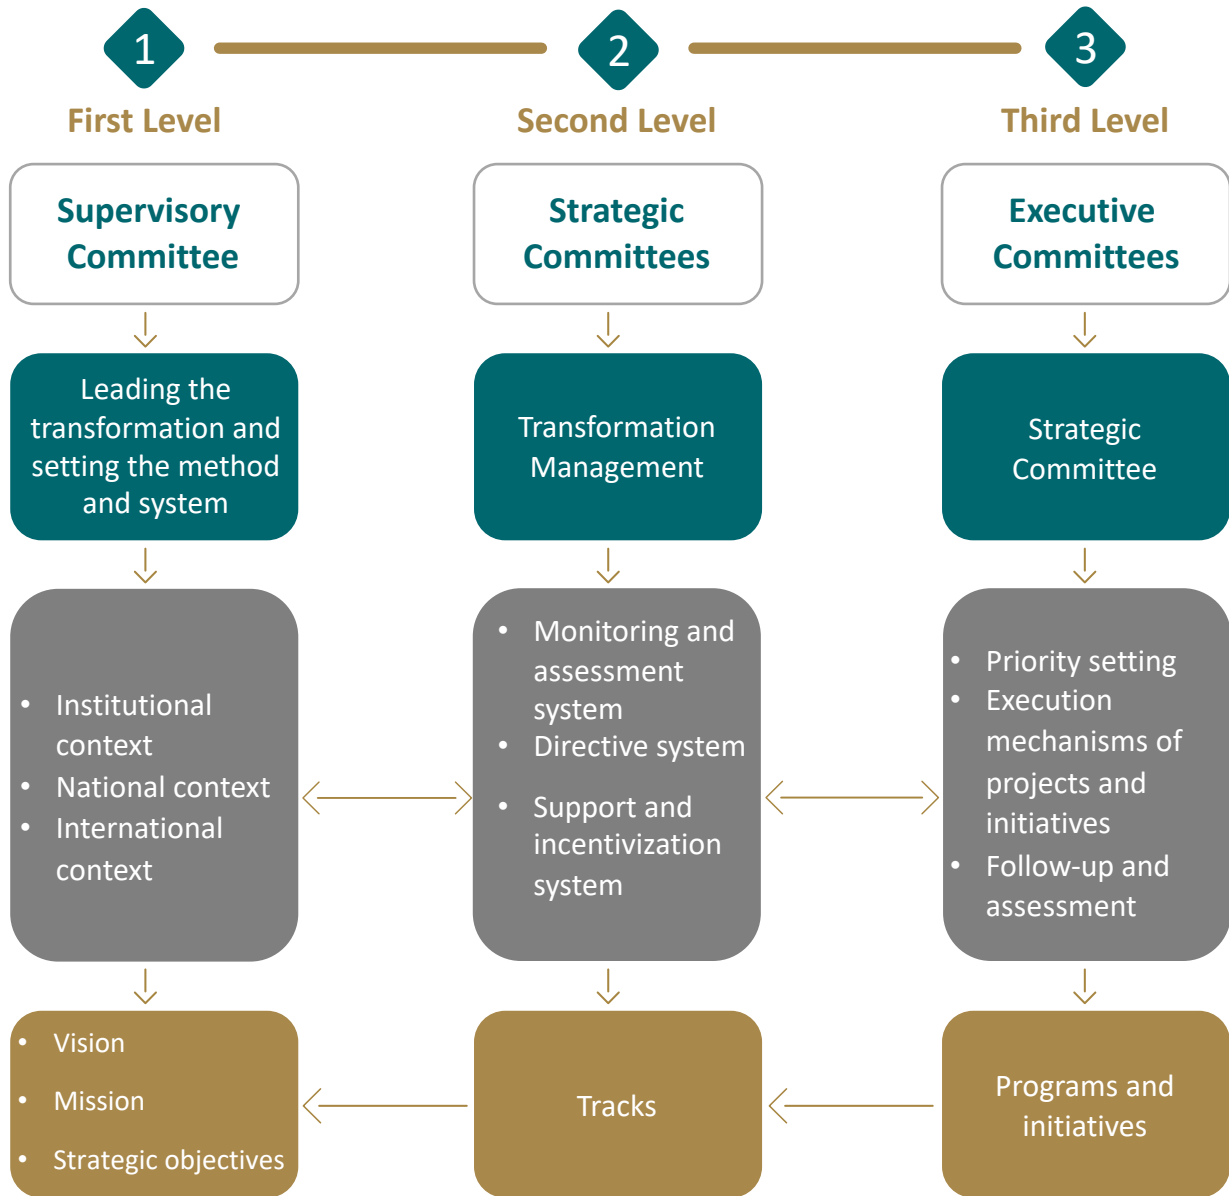 1
2
3
First Level
Second Level
Third Level
Supervisory
Committee
Strategic
Committees
Executive
Committees
Leading the
transformation and
setting the method
and system
Transformation
Management
Strategic
Committee
• Institutional
context
• National context
• International
context
• Monitoring and
assessment
system
• Directive system
• Support and
incentivization
system
• Priority setting
• Execution
mechanisms of
projects and
initiatives
• Follow-up and
assessment
• Vision
• Mission
• Strategic objectives
Tracks
Programs and
initiatives